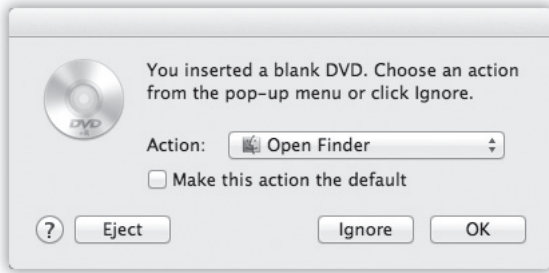 You inserted a blank DVD. Choose an action
from the pop-up menu or click Ignore.
Action: Open Finder
Make this action the default
? Eject Ignore OK
DVD
+R